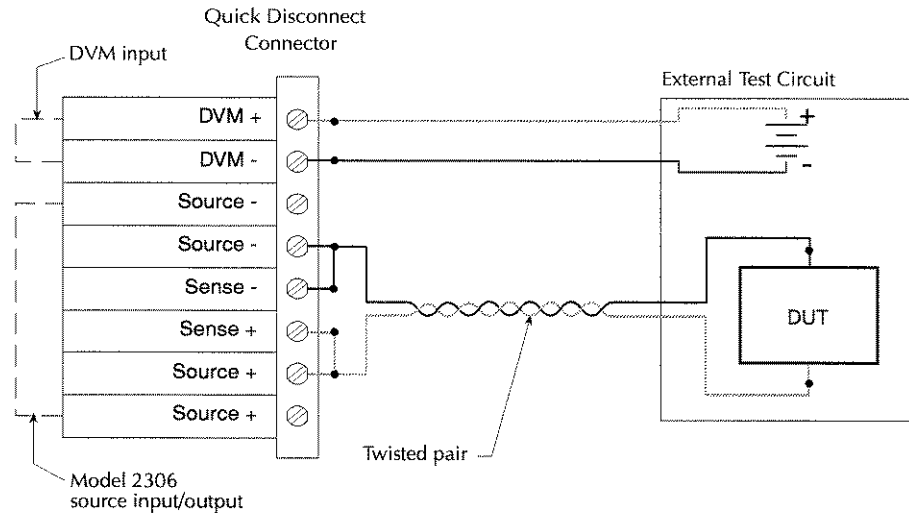 Quick Disconnect
Connector
DVM input
External Test Circuit
DVM +
DVM -
Source -
Source -
Sense -
Sense +
Source +
Source +
+
-
DUT
Twisted pair
Model 2306
source input/output